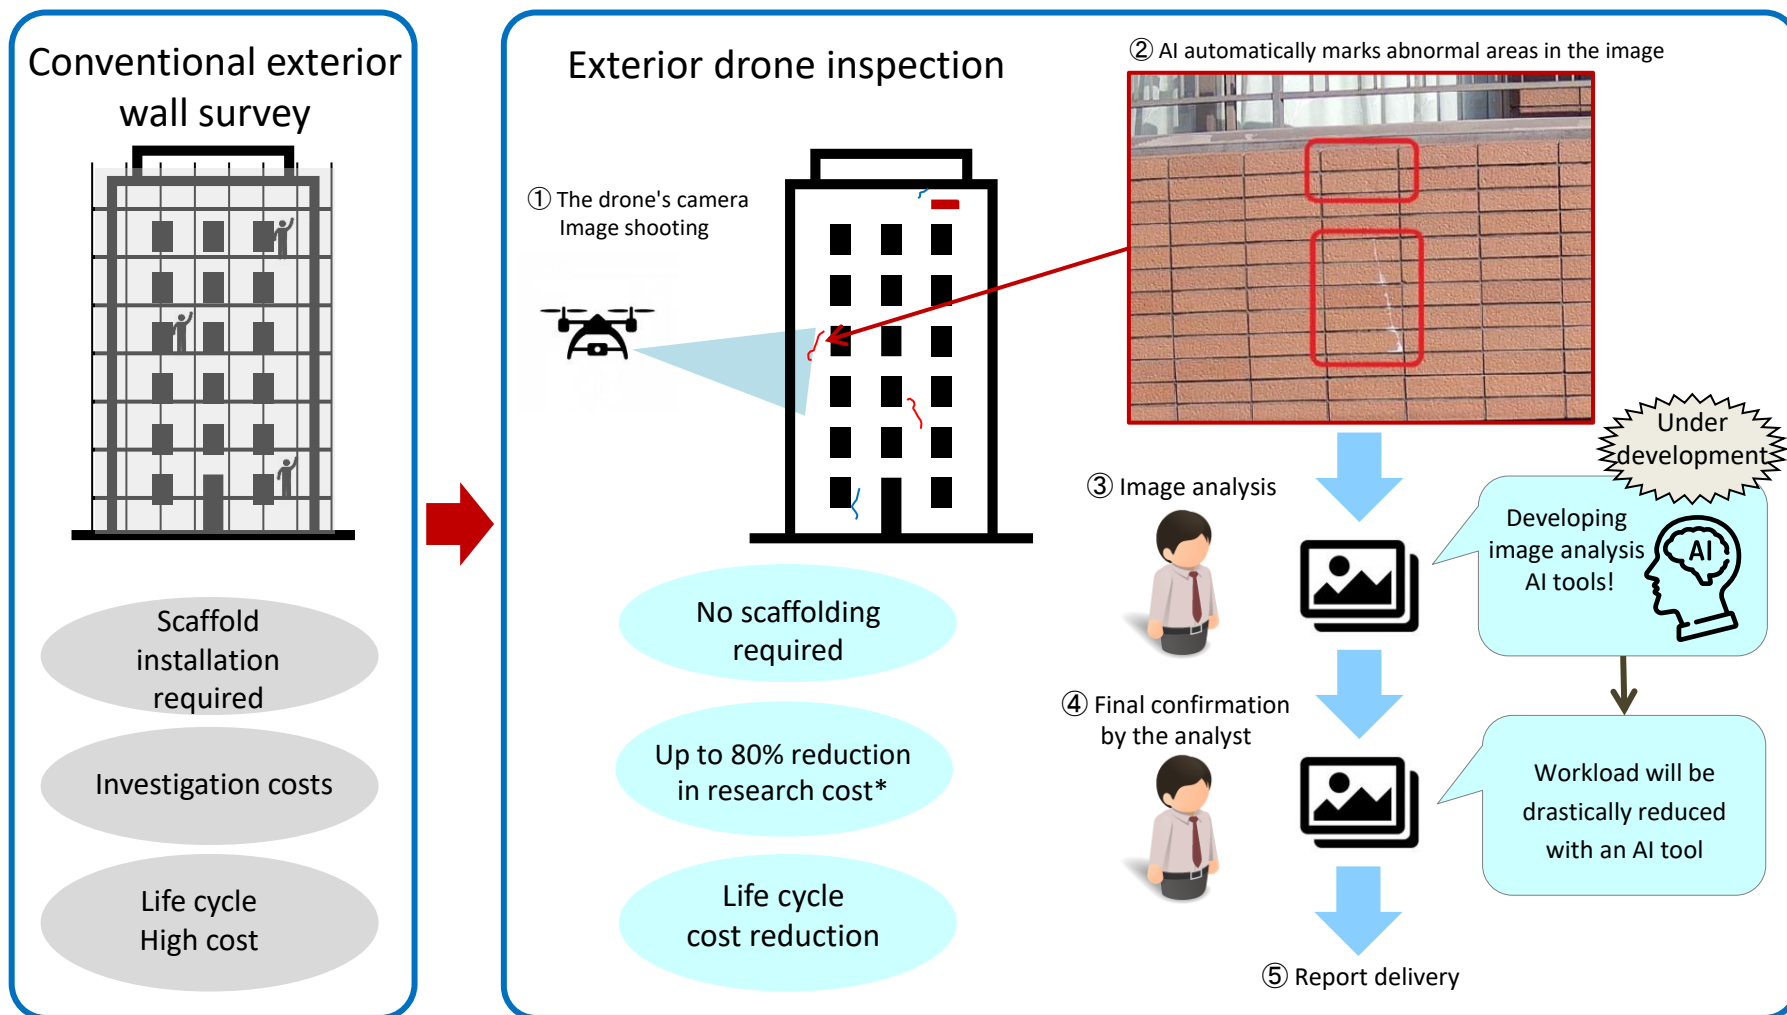 Conventional exterior
wall survey
Scaffold
installation
required
Investigation costs
Life cycle
High cost
Exterior drone inspection
① The drone's camera
Image shooting
No scaffolding
required
Up to 80% reduction
in research cost*
Life cycle
cost reduction
② AI automatically marks abnormal areas in the image
③ Image analysis
Under
development
Developing
image analysis
AI tools!
AI
④ Final confirmation
by the analyst
Workload will be
drastically reduced
with an AI tool
⑤ Report delivery